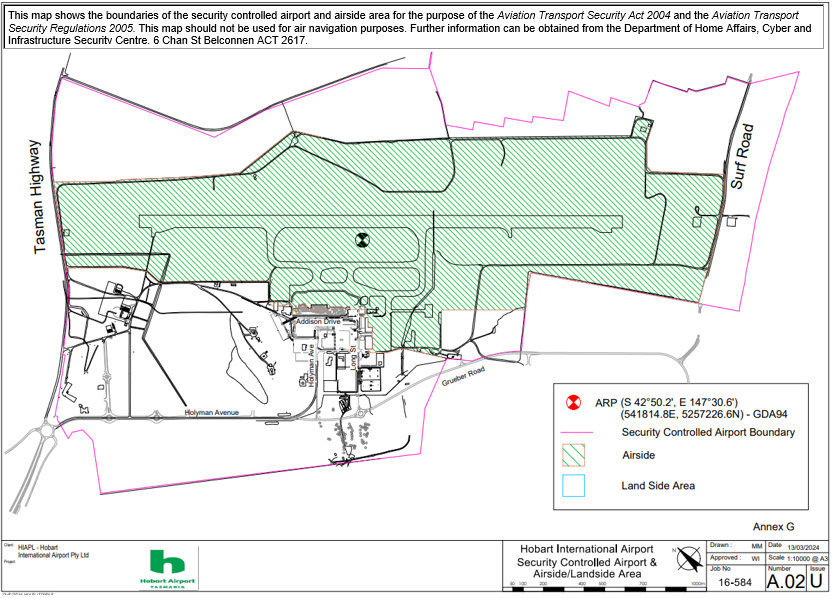 This map shows the boundaries of the security controlled airport and airside area for the purpose of the Aviation Transport Security Act 2004 and the Aviation Transport
Security Regulations 2005. This map should not be used for air navigation purposes. Further information can be obtained from the Department of Home Affairs, Cyber and
Infrastructure Security Centre. 6 Chan St Belconnen ACT 2617.
Tasman Highway
Surf Road
Addison Drive
Holyman Ave
Long St
Grueber Road
Holyman Avenue
ARP (S 42°50.2', E 147°30.6')
(541814.8E, 5257226.6N) - GDA94
Security Controlled Airport Boundary
Airside
Land Side Area
Annex G
Client HIAPL - Hobart
International Airport Pty Ltd
Project
Hobart Airport
TASMANIA
Hobart International Airport
Security Controlled Airport &
Airside/Landside Area
N
Drawn : MM Date 13/03/2024
Approved : WI Scale 1:10000 @ A3
Job No Number Issue
16-584 A.02 U